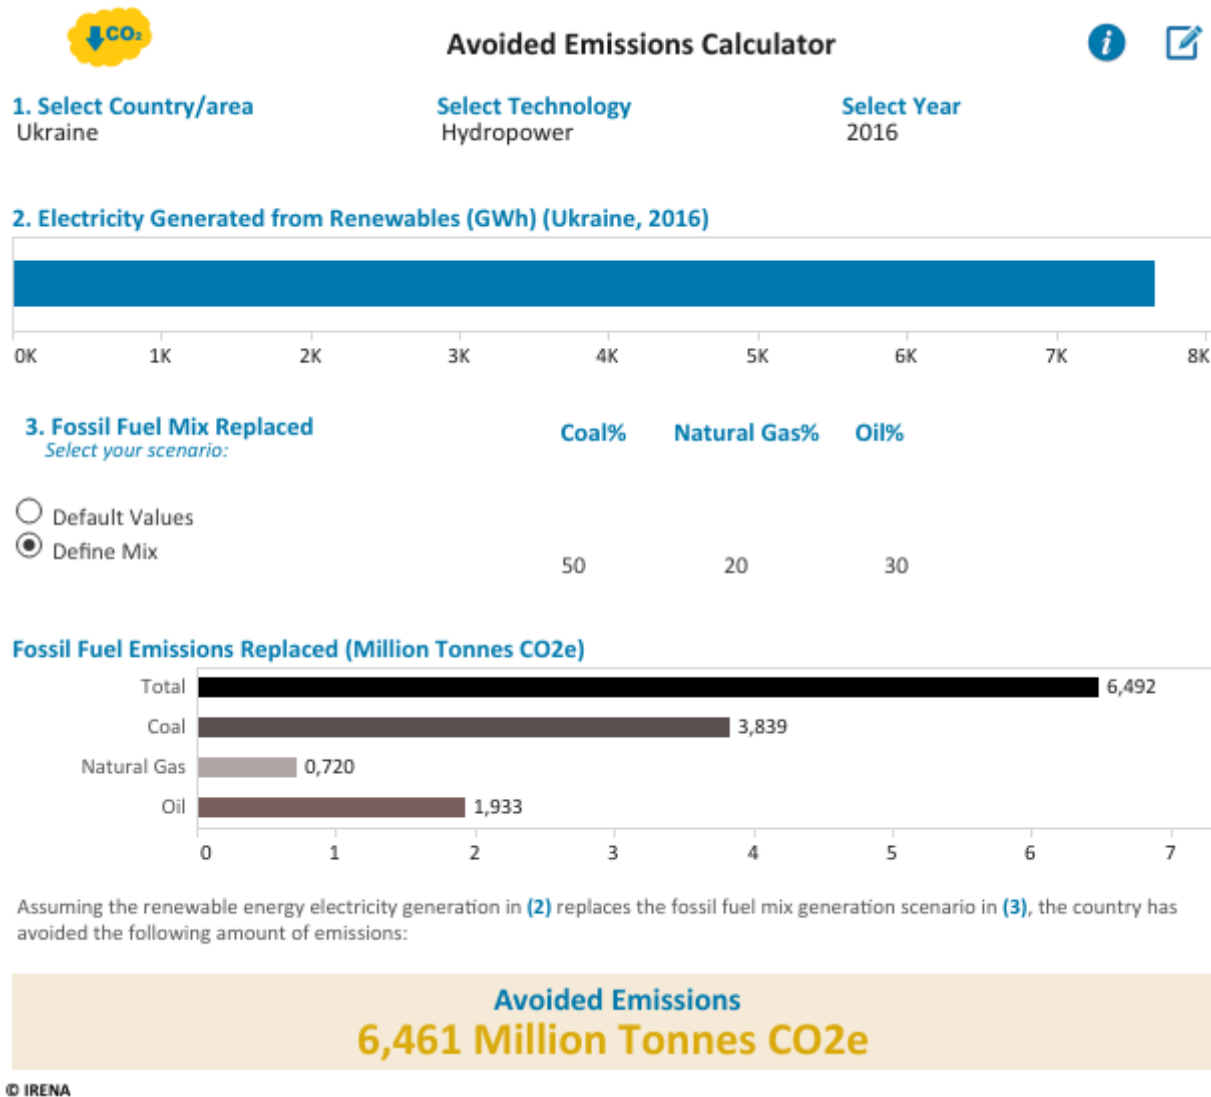 CO₂
Avoided Emissions Calculator
i
1. Select Country/area Select Technology Select Year
Ukraine Hydropower 2016
2. Electricity Generated from Renewables (GWh) (Ukraine, 2016)
0K 1K 2K 3K 4K 5K 6K 7K 8K
3. Fossil Fuel Mix Replaced Coal% Natural Gas% Oil%
Select your scenario:
Default Values
Define Mix
50 20 30
Fossil Fuel Emissions Replaced (Million Tonnes CO2e)
Total 6,492
Coal 3,839
Natural Gas 0,720
Oil 1,933
0 1 2 3 4 5 6 7
Assuming the renewable energy electricity generation in (2) replaces the fossil fuel mix generation scenario in (3), the country has
avoided the following amount of emissions:
Avoided Emissions
6,461 Million Tonnes CO2e
© IRENA